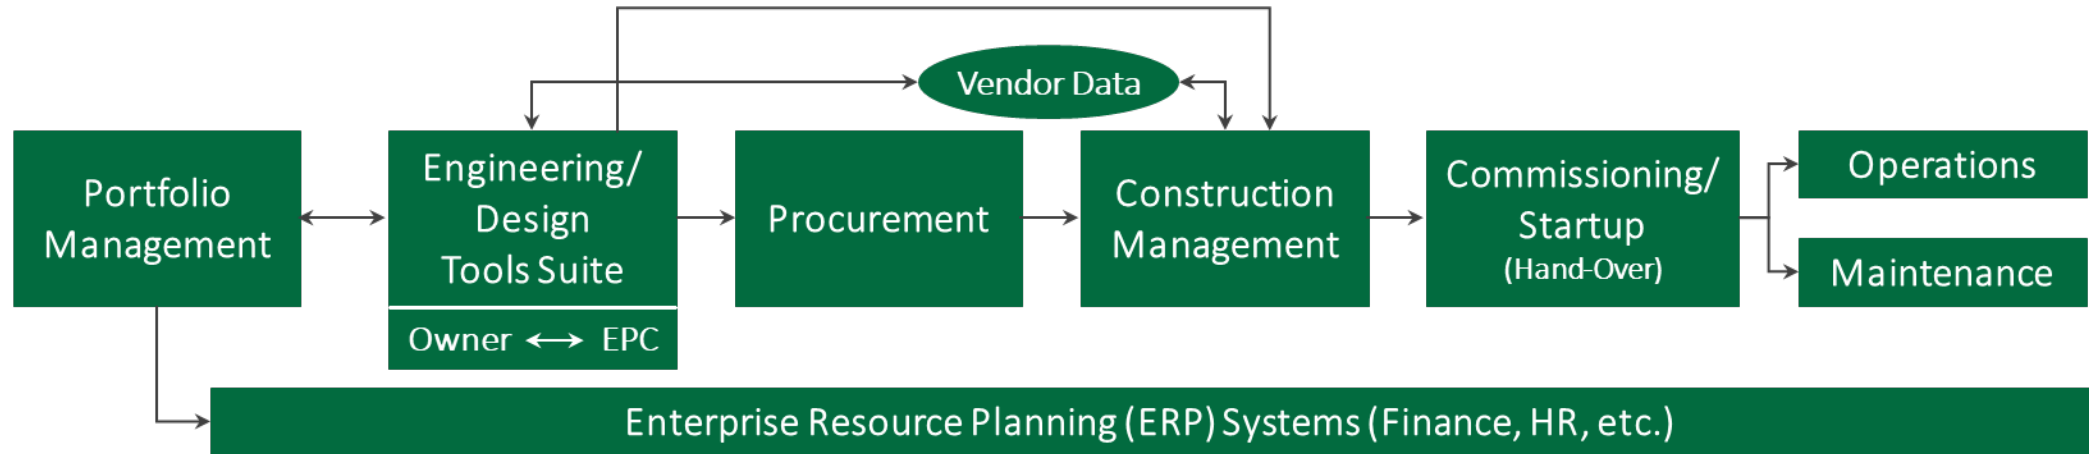 Vendor Data
Portfolio
Management
Engineering/
Design
Tools Suite
Owner ⟷ EPC
Procurement
Construction
Management
Commissioning/
Startup
(Hand-Over)
Operations
Maintenance
Enterprise Resource Planning (ERP) Systems (Finance, HR, etc.)